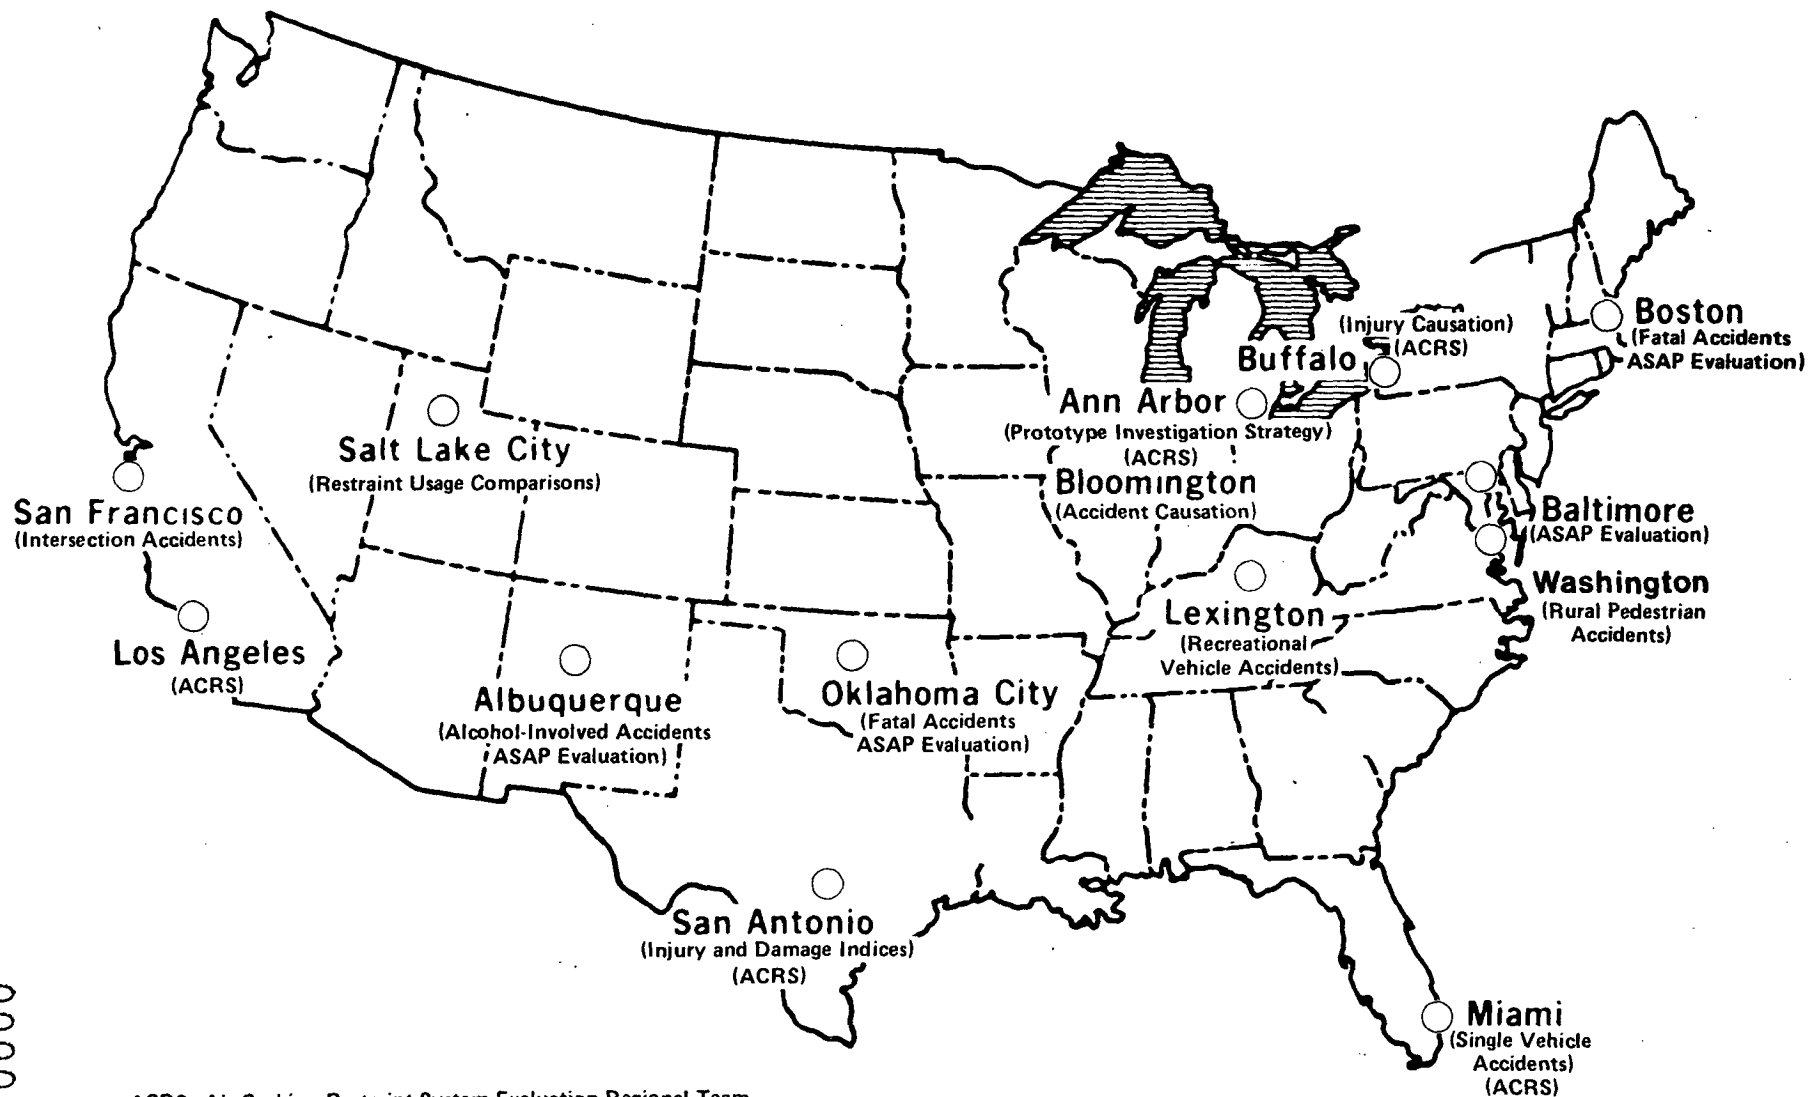 (Injury Causation)
(ACRS)
Boston
(Fatal Accidents
ASAP Evaluation)
Buffalo
Ann Arbor
(Prototype Investigation Strategy)
(ACRS)
Salt Lake City
(Restraint Usage Comparisons)
Bloomington
(Accident Causation)
San Francisco
(Intersection Accidents)
Baltimore
(ASAP Evaluation)
Washington
(Rural Pedestrian
Accidents)
Lexington
(Recreational
Vehicle Accidents)
Los Angeles
(ACRS)
Albuquerque
(Alcohol-Involved Accidents
ASAP Evaluation)
Oklahoma City
(Fatal Accidents
ASAP Evaluation)
San Antonio
(Injury and Damage Indices)
(ACRS)
Miami
(Single Vehicle
Accidents)
(ACRS)